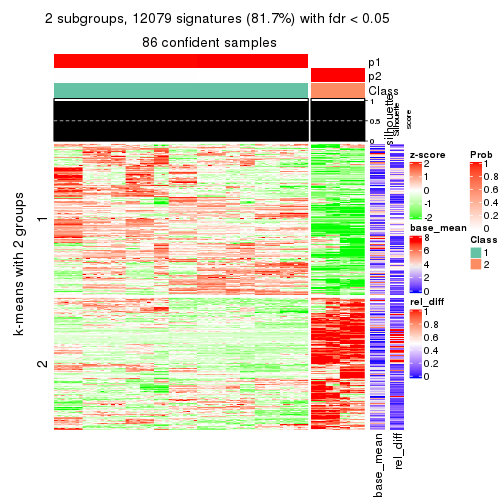 2 subgroups, 12079 signatures (81.7%) with fdr < 0.05
86 confident samples
p1
p2
Class
1
0.5
0
silhouette
Silhouette
score
k-means with 2 groups
1
2
z-score
2
1
0
-1
-2
base_mean
8
6
4
2
0
rel_diff
1
0.8
0.6
0.4
0.2
0
Prob
1
0.8
0.6
0.4
0.2
0
Class
1
2
base_mean
rel_diff